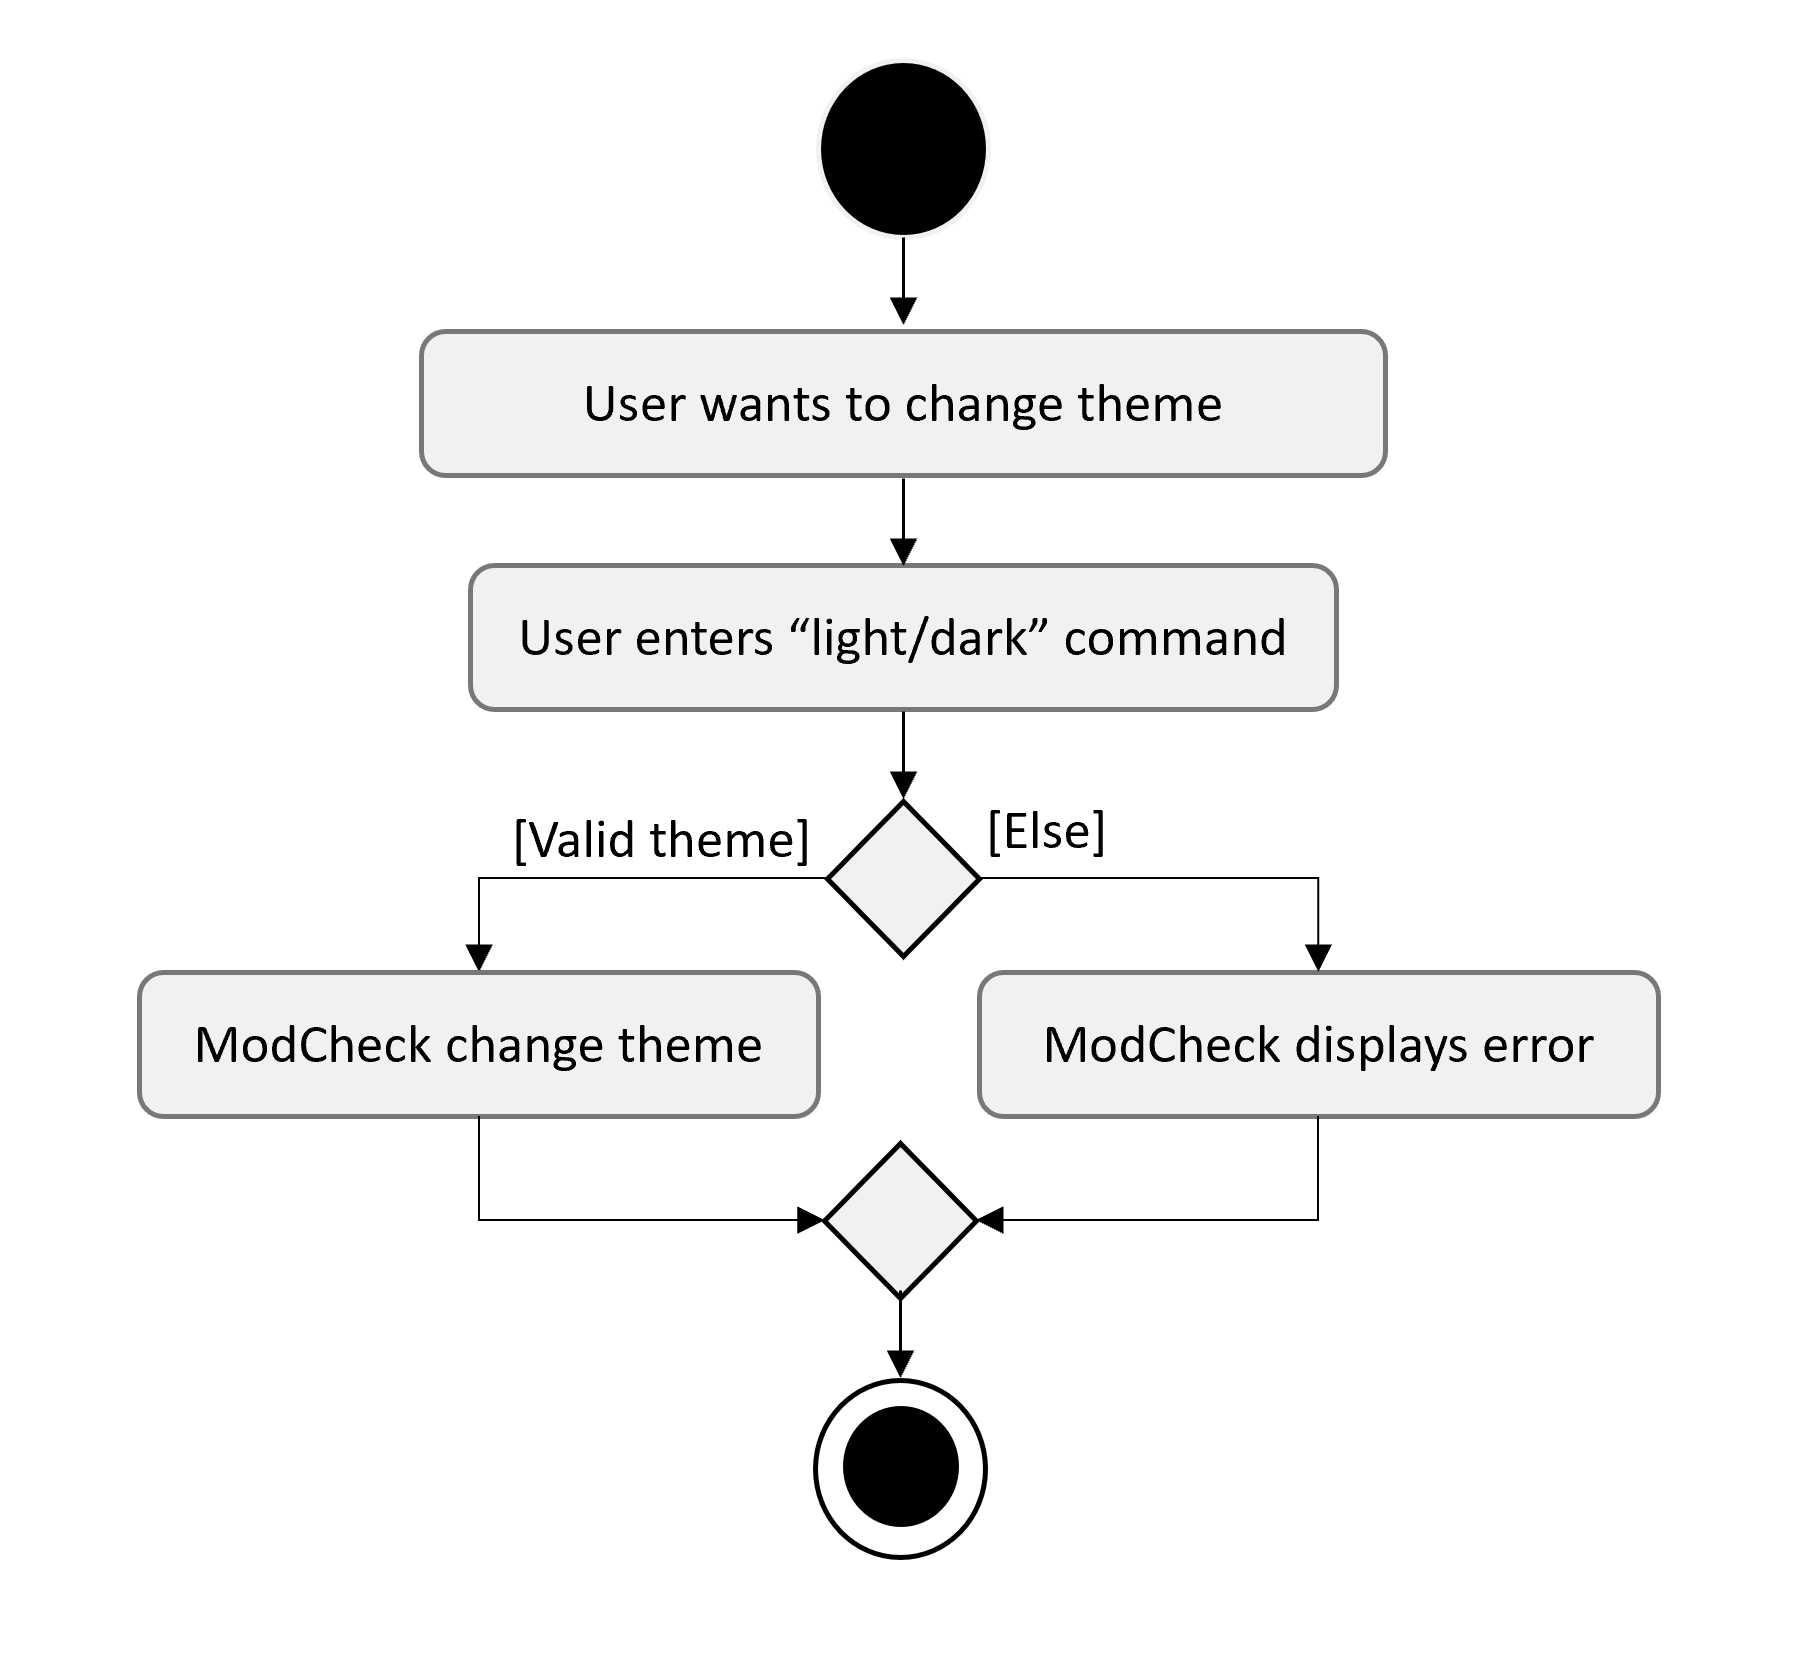 User wants to change theme
User enters “light/dark” command
[Valid theme]
[Else]
ModCheck change theme
ModCheck displays error